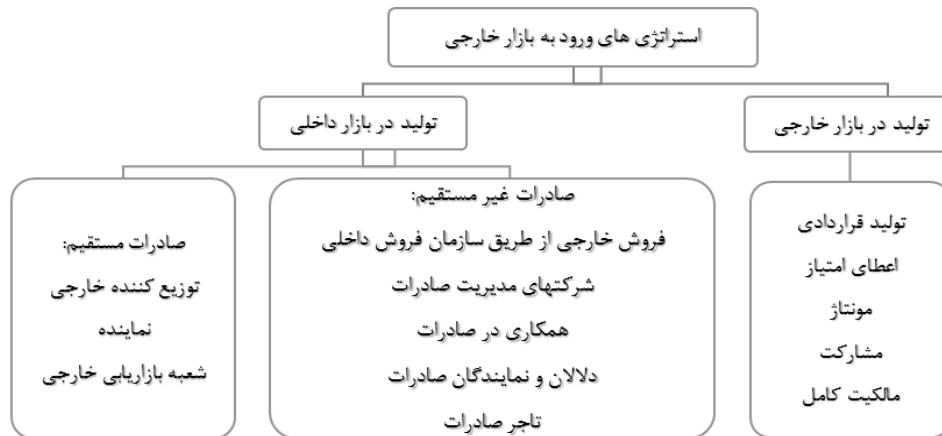 استراتژی های ورود به بازار خارجی
تولید در بازار خارجی
تولید در بازار داخلی
تولید قراردادی
اعطای امتیاز
مونتاژ
مشارکت
مالکیت کامل
صادرات غیر مستقیم:
فروش خارجی از طریق سازمان فروش داخلی
شرکتهای مدیریت صادرات
همکاری در صادرات
دلالان و نمایندگان صادرات
تاجر صادرات
صادرات مستقیم:
توزیع کننده خارجی
نماینده
شعبه بازاریابی خارجی